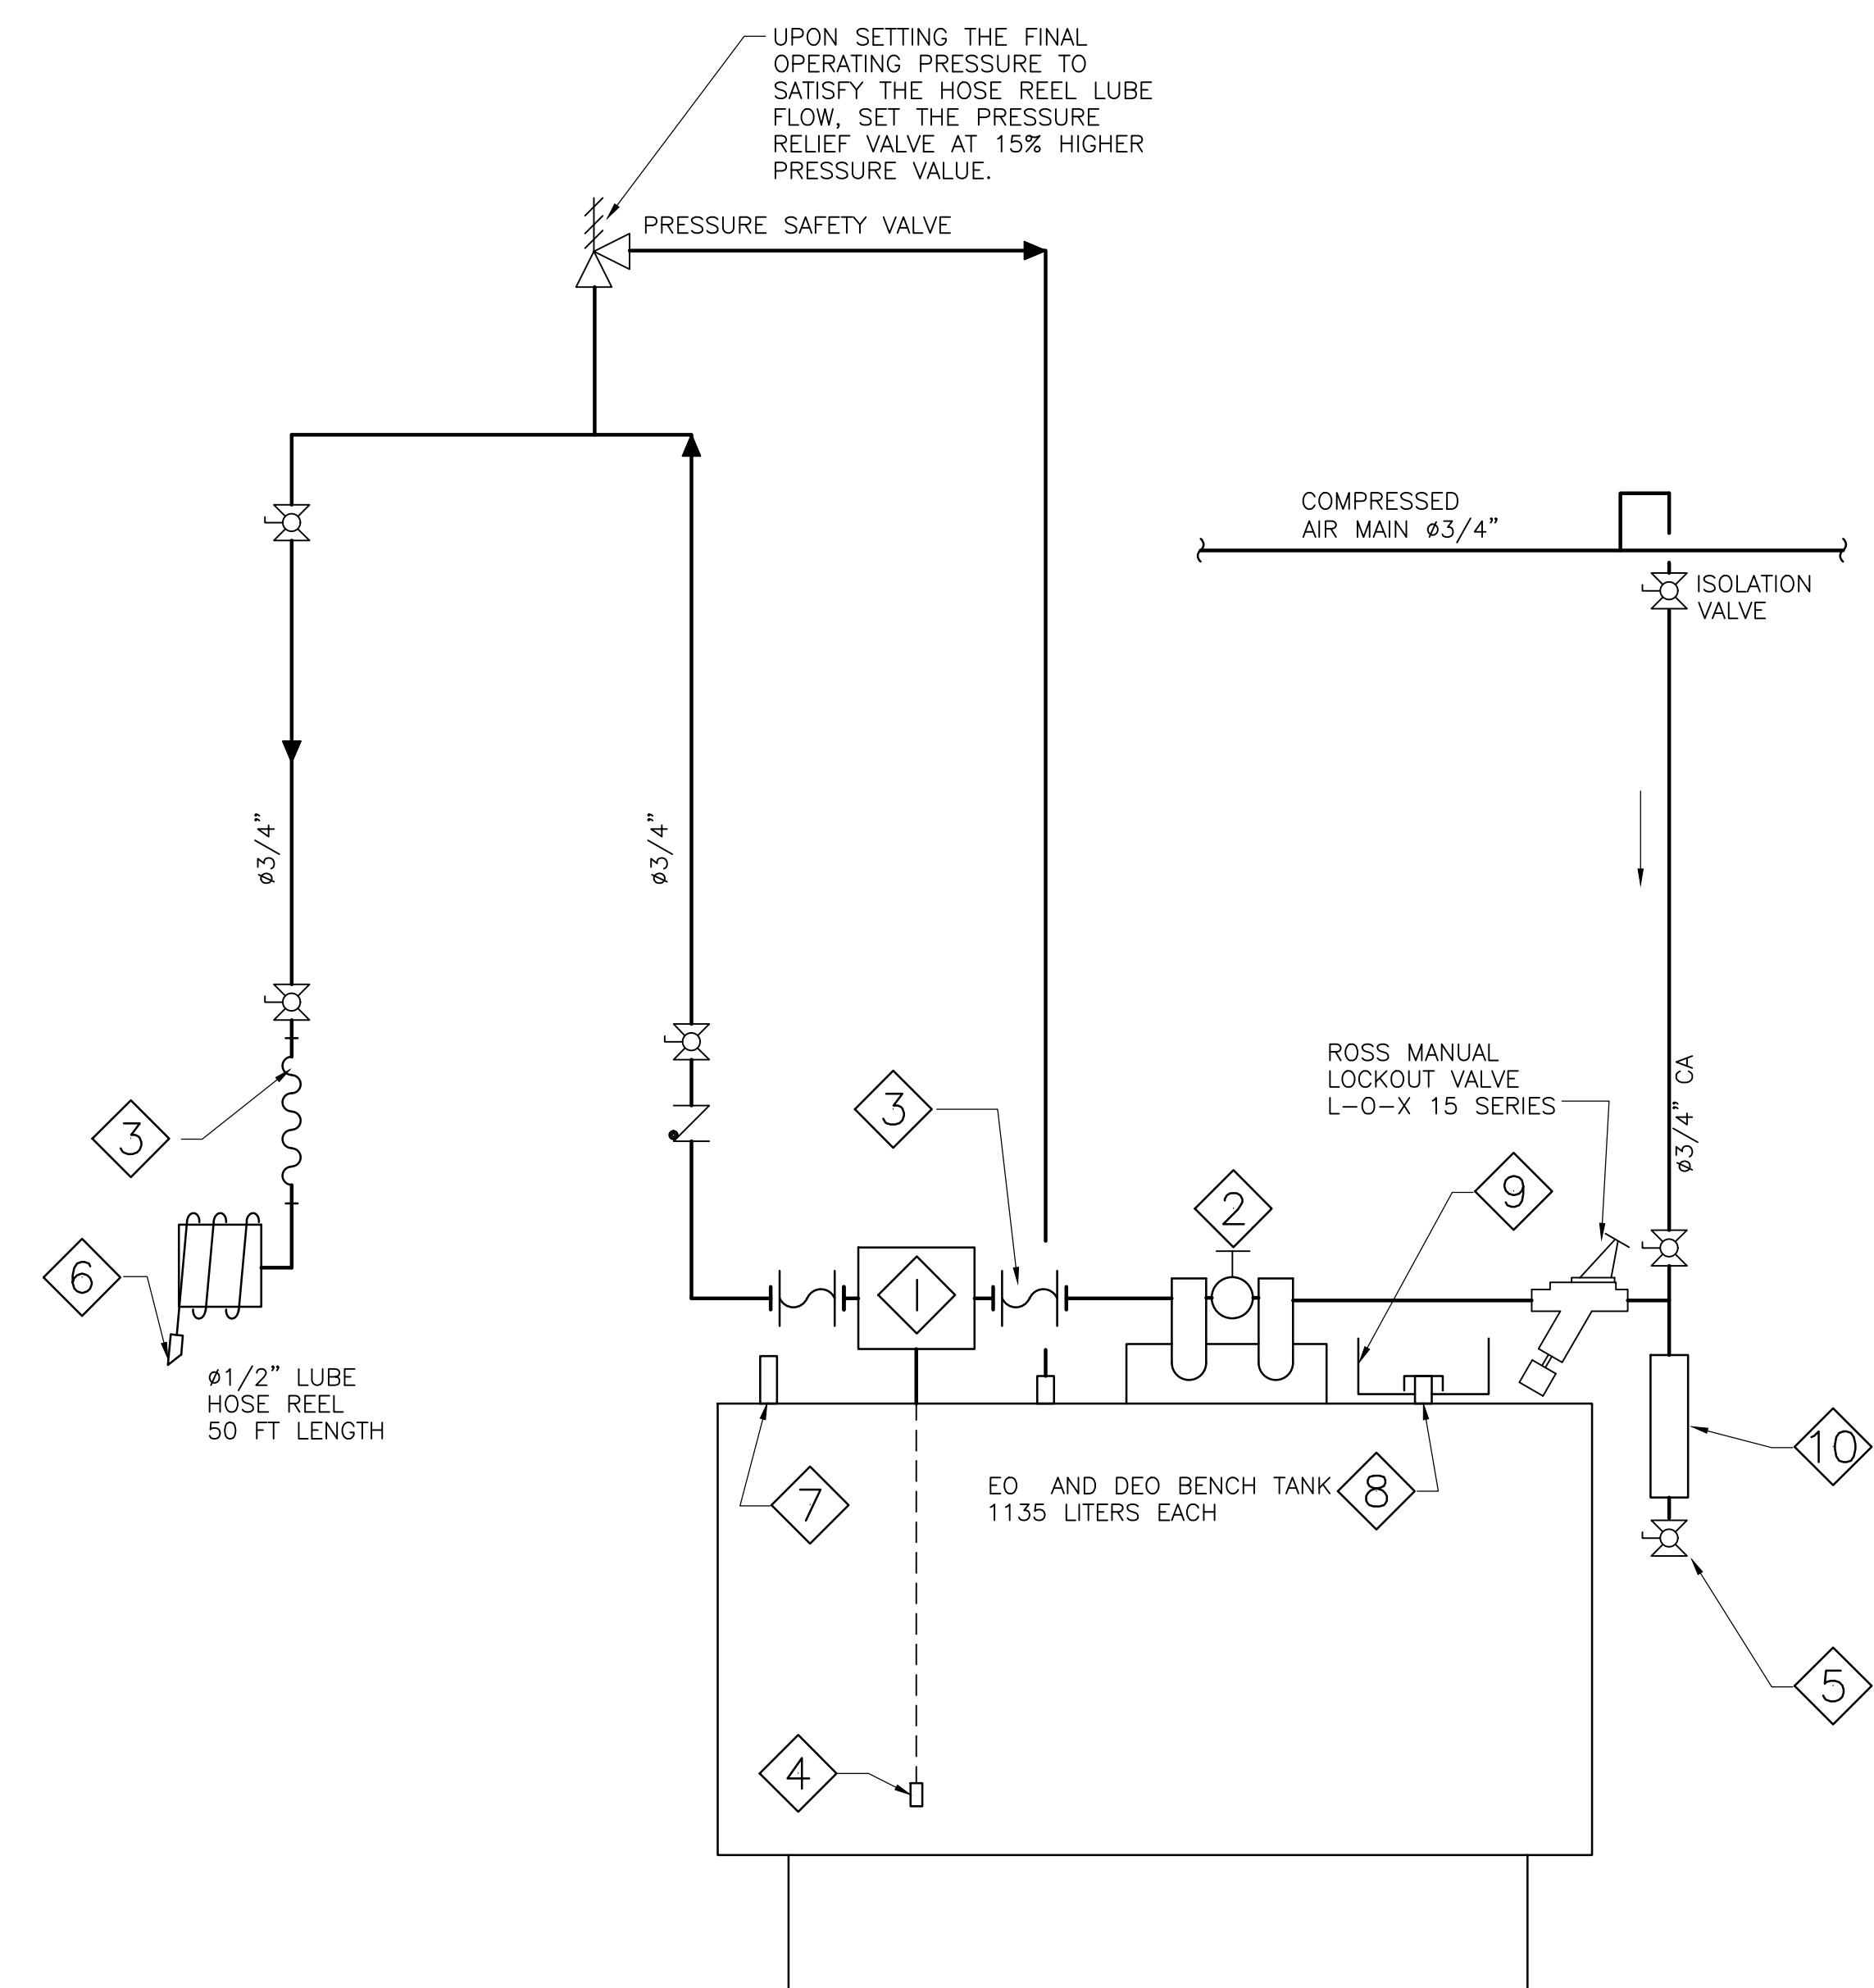 UPON SETTING THE FINAL
OPERATING PRESSURE TO
SATISFY THE HOSE REEL LUBE
FLOW, SET THE PRESSURE
RELIEF VALVE AT 15% HIGHER
PRESSURE VALUE.
PRESSURE SAFETY VALVE
COMPRESSED
AIR MAIN ø3/4"
ISOLATION
VALVE
ø3/4"
ø3/4"
ø3/4" CA
ROSS MANUAL
LOCKOUT VALVE
L-O-X 15 SERIES
3
3
9
2
6
1
ø1/2" LUBE
HOSE REEL
50 FT LENGTH
10
7
EO AND DEO BENCH TANK
1135 LITERS EACH
8
5
4